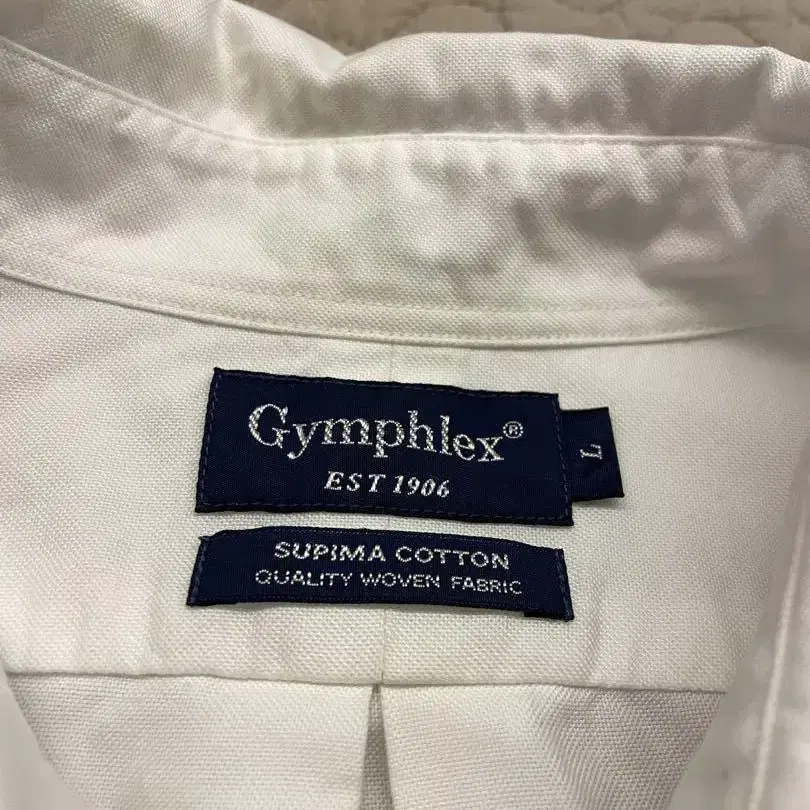 Gymphlex®
EST 1906
L
SUPIMA COTTON
QUALITY WOVEN FABRIC